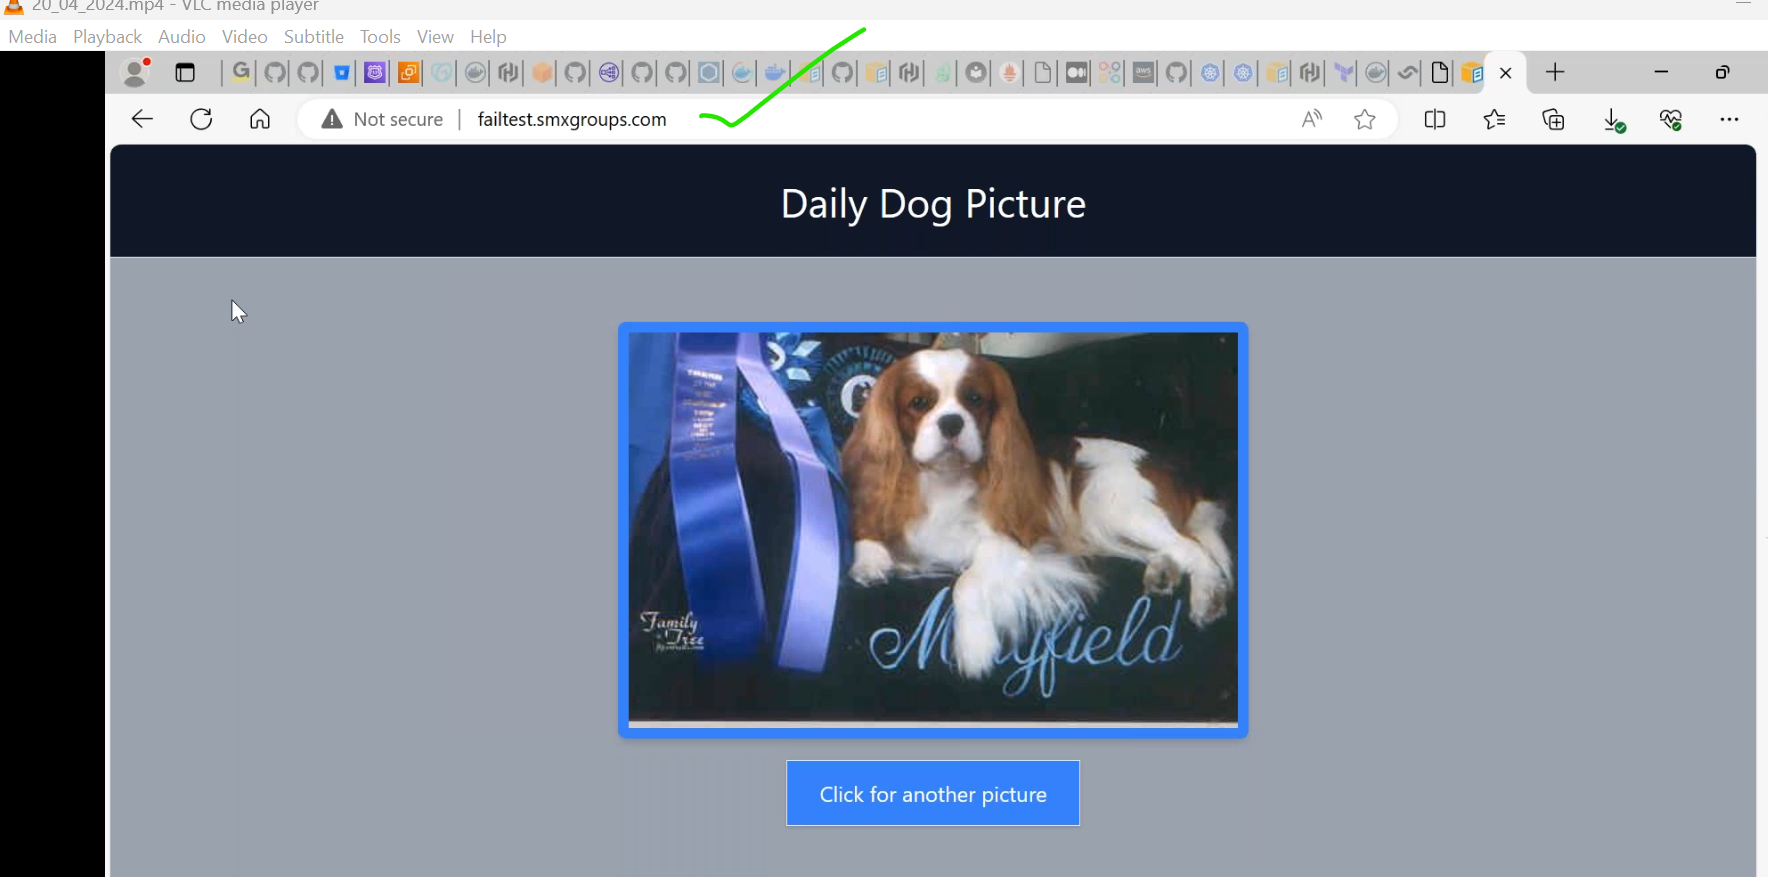 20_04_2024.mp4 - VLC media player
Media Playback Audio Video Subtitle Tools View Help
Not secure failtest.smxgroups.com
Daily Dog Picture
Family
Tree
Mayfield
Click for another picture